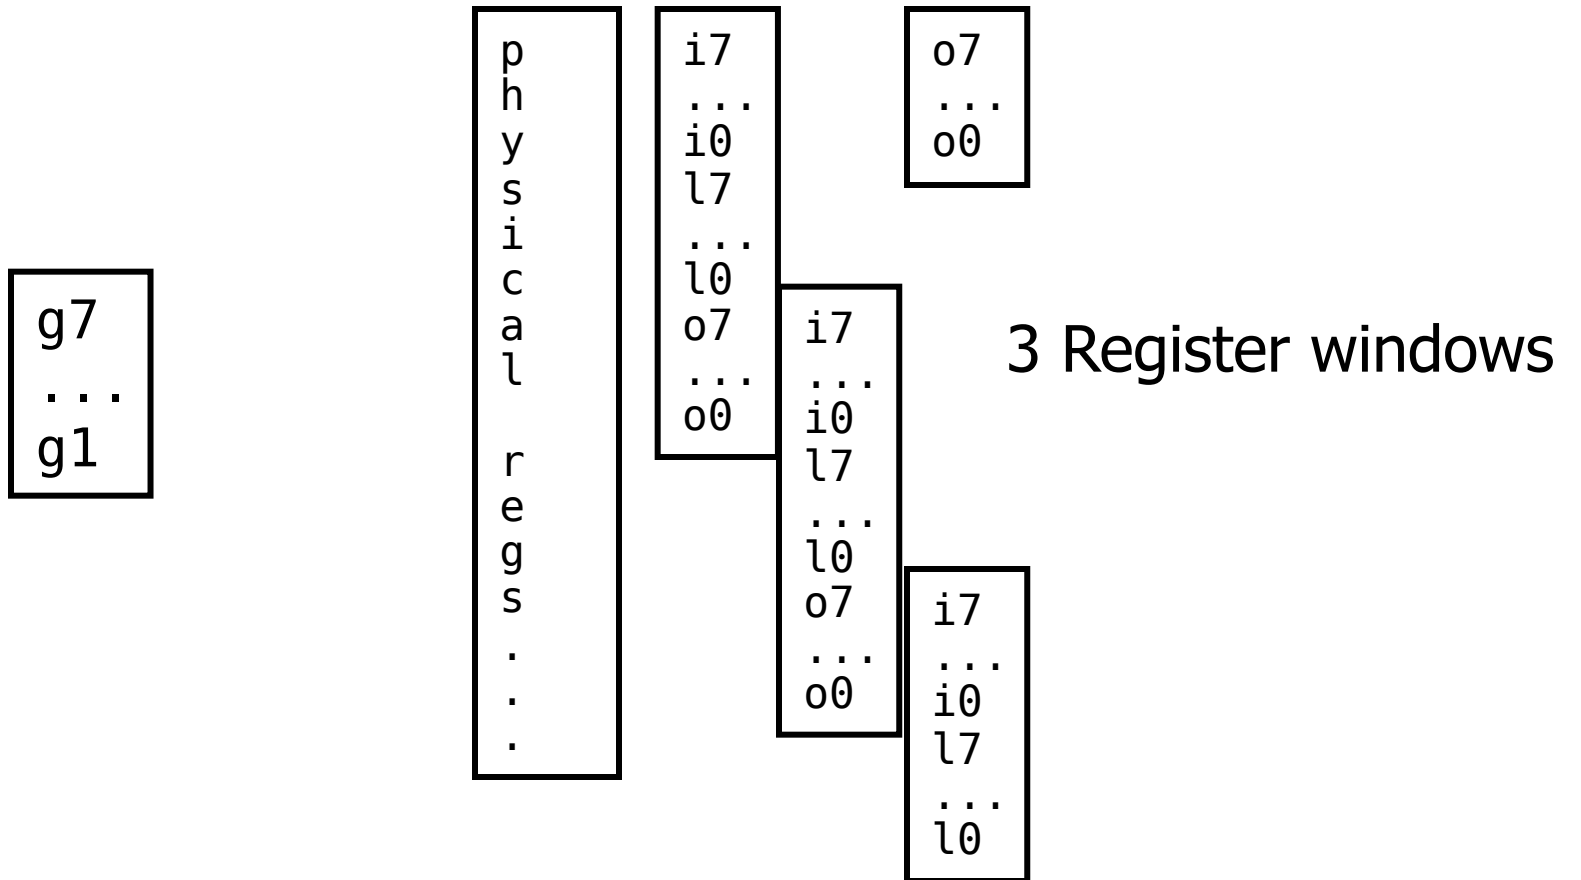 g7
...
g1
p
h
y
s
i
c
a
l
r
e
g
s
.
.
.
i7
...
i0
l7
...
l0
o7
...
o0
i7
...
i0
l7
...
l0
o7
...
o0
o7
...
o0
i7
...
i0
l7
...
l0
3 Register windows